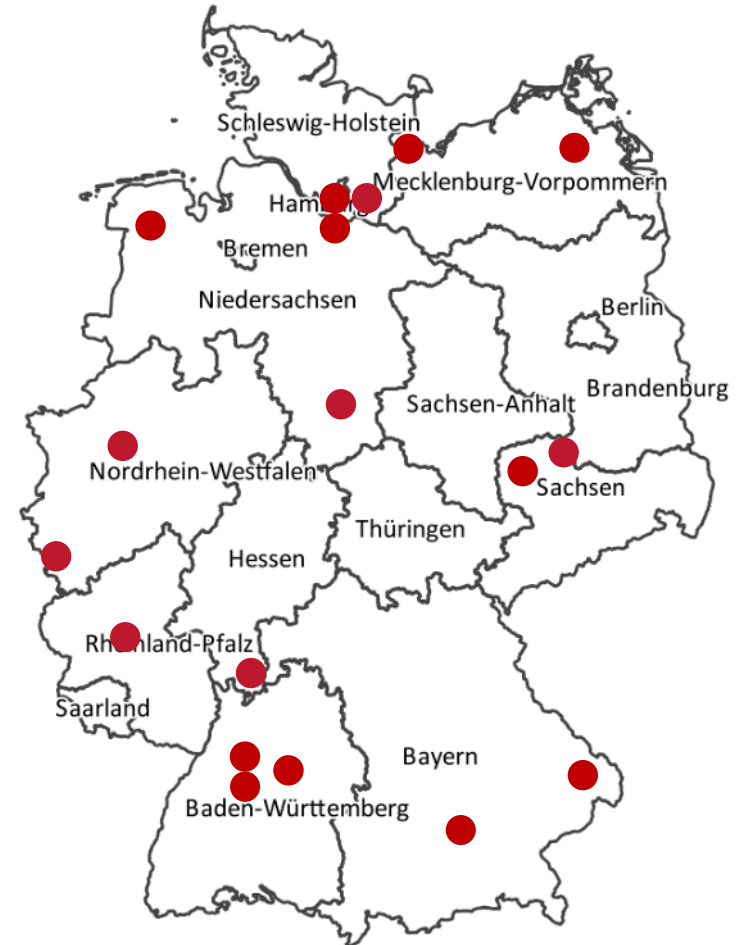 Schleswig-Holstein
Mecklenburg-Vorpommern
Bremen
Niedersachsen
Berlin
Brandenburg
Sachsen-Anhalt
Nordrhein-Westfalen
Sachsen
Thüringen
Hessen
Saarland
Bayern
Baden-Württemberg